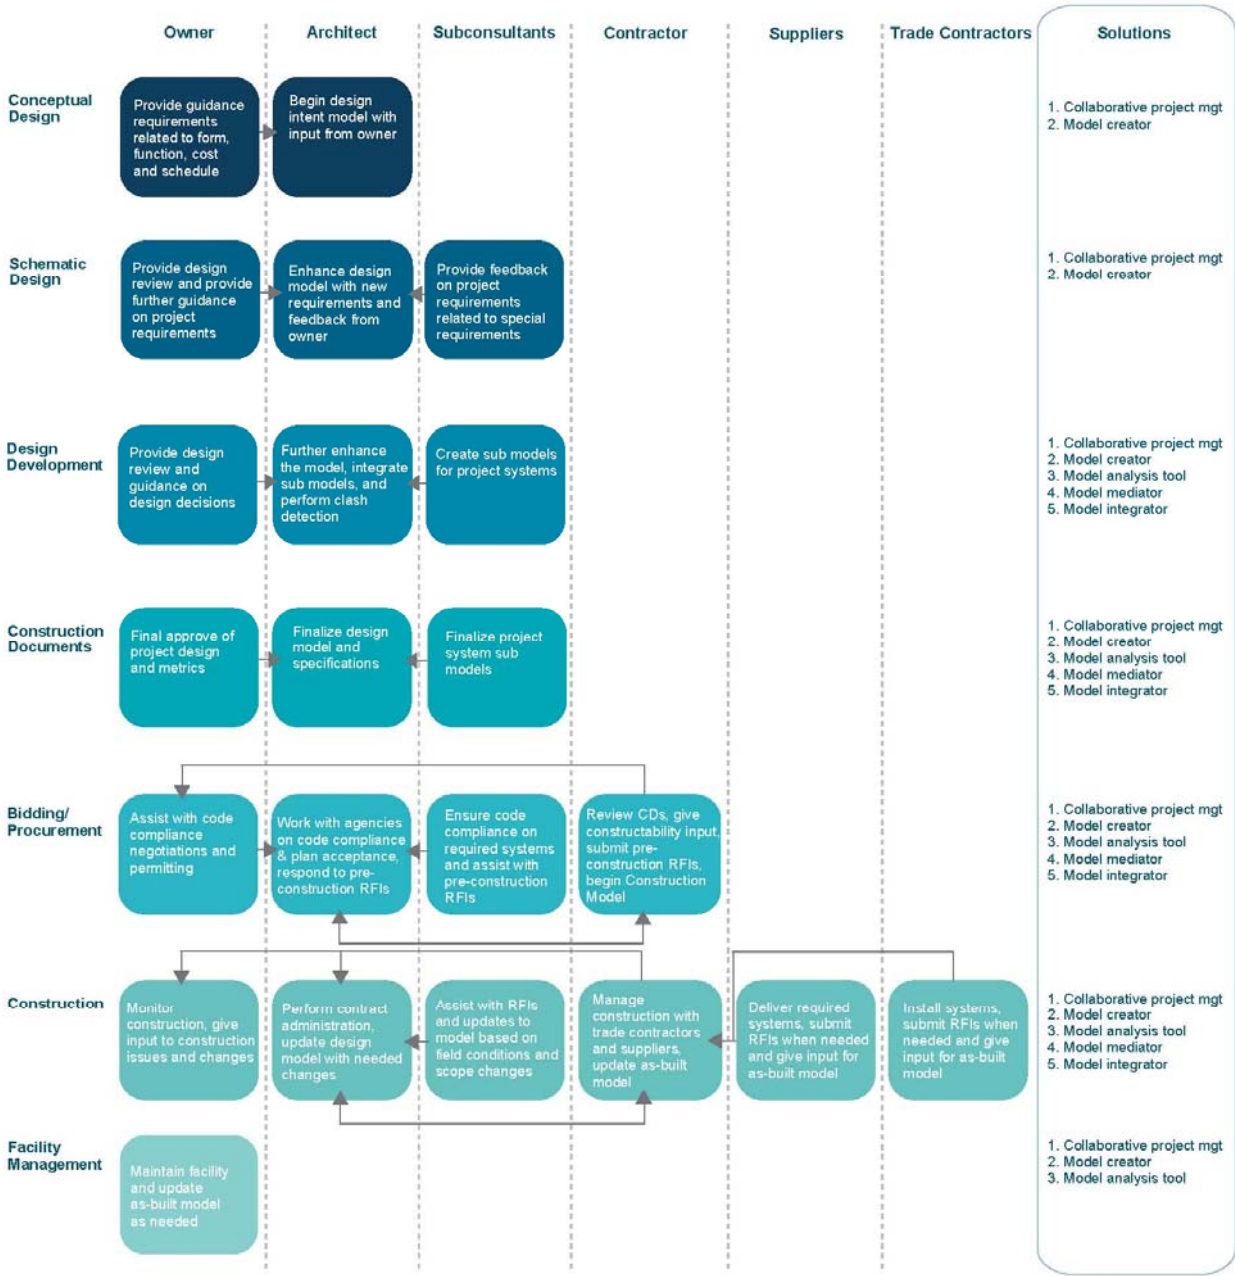 Owner
Architect
Subconsultants
Contractor
Suppliers
Trade Contractors
Solutions
Conceptual
Design
Provide guidance
requirements
related to form,
function, cost
and schedule
Begin design
intent model with
input from owner
1. Collaborative project mgt
2. Model creator
Schematic
Design
Provide design
review and provide
further guidance
on project
requirements
Enhance design
model with new
requirements and
feedback from
owner
Provide feedback
on project
requirements
related to special
requirements
1. Collaborative project mgt
2. Model creator
Design
Development
Provide design
review and
guidance on
design decisions
Further enhance
the model, integrate
sub models, and
perform clash
detection
Create sub models
for project systems
1. Collaborative project mgt
2. Model creator
3. Model analysis tool
4. Model mediator
5. Model integrator
Construction
Documents
Final approve of
project design
and metrics
Finalize design
model and
specifications
Finalize project
system sub
models
1. Collaborative project mgt
2. Model creator
3. Model analysis tool
4. Model mediator
5. Model integrator
Bidding/
Procurement
Assist with code
compliance
negotiations and
permitting
Work with agencies
on code compliance
& plan acceptance,
respond to pre-
construction RFIs
Ensure code
compliance on
required systems
and assist with
pre-construction
RFIs
Review CDs, give
constructability input,
submit pre-
construction RFIs,
begin Construction
Model
1. Collaborative project mgt
2. Model creator
3. Model analysis tool
4. Model mediator
5. Model integrator
Construction
Monitor
construction, give
input to construction
issues and changes
Perform contract
administration,
update design
model with needed
changes
Assist with RFIs
and updates to
model based on
field conditions and
scope changes
Manage
construction with
trade contractors
and suppliers,
update as-built
model
Deliver required
systems, submit
RFIs when needed
and give input for
as-built model
Install systems,
submit RFIs when
needed and give
input for as-built
model
1. Collaborative project mgt
2. Model creator
3. Model analysis tool
4. Model mediator
5. Model integrator
Facility
Management
Maintain facility
and update
as-built model
as needed
1. Collaborative project mgt
2. Model creator
3. Model analysis tool